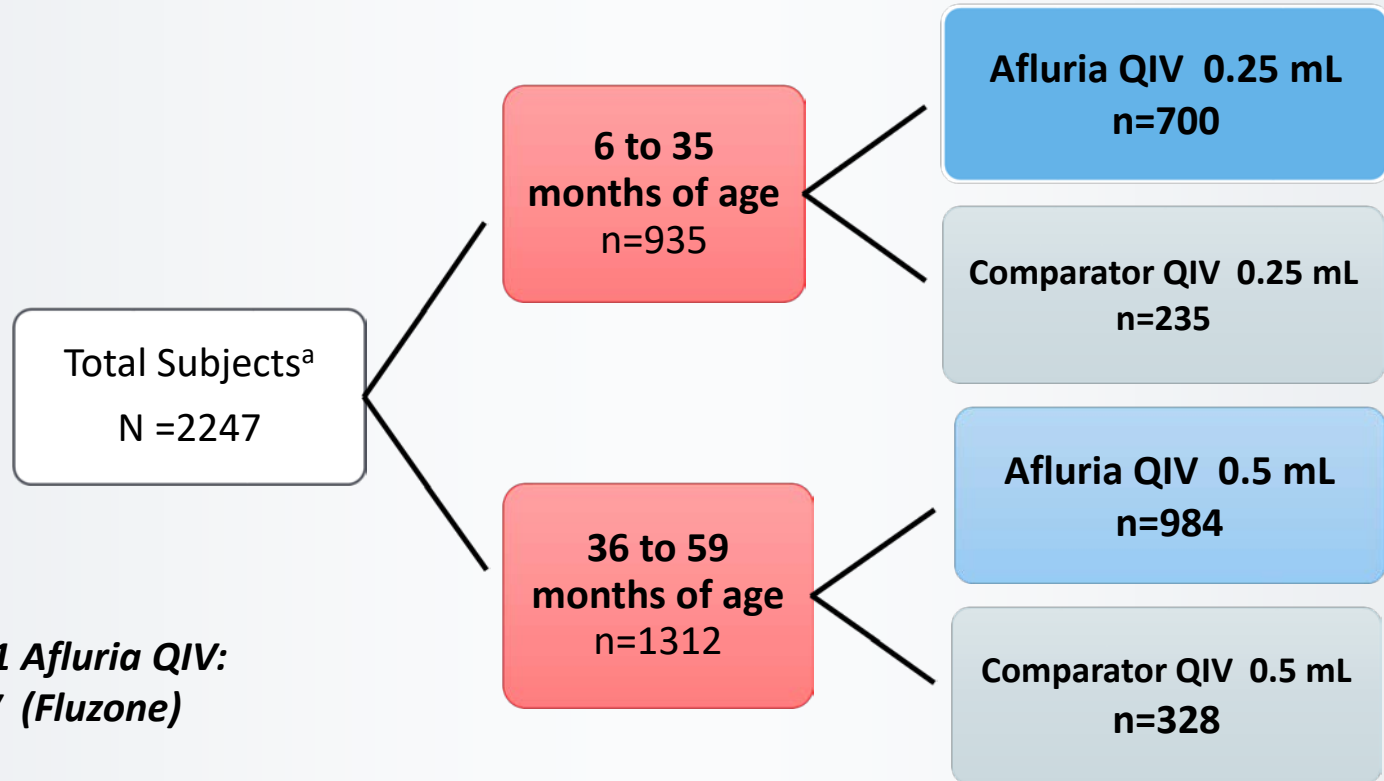 Total Subjectsᵃ
N =2247
6 to 35
months of age
n=935
Afluria QIV 0.25 mL
n=700
Comparator QIV 0.25 mL
n=235
36 to 59
months of age
n=1312
Afluria QIV 0.5 mL
n=984
Comparator QIV 0.5 mL
n=328
1 Afluria QIV:
(Fluzone)